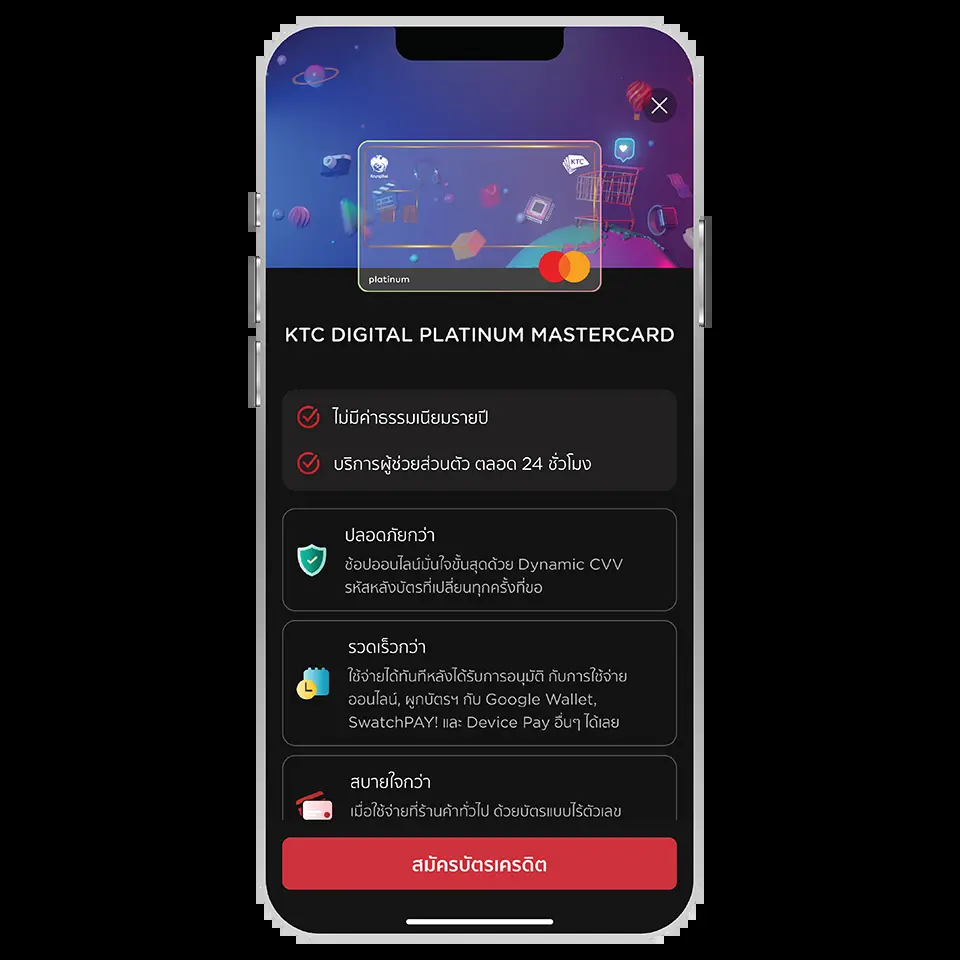 Krungthai
KTC
platinum
KTC DIGITAL PLATINUM MASTERCARD
ไม่มีค่าธรรมเนียมรายปี
บริการผู้ช่วยส่วนตัว ตลอด 24 ชั่วโมง
ปลอดภัยกว่า
ช้อปออนไลน์มั่นใจขั้นสุดด้วย Dynamic CVV
รหัสหลังบัตรที่เปลี่ยนทุกครั้งที่ขอ
รวดเร็วกว่า
ใช้จ่ายได้ทันทีหลังได้รับการอนุมัติ กับการใช้จ่าย
ออนไลน์, ผูกบัตรฯ กับ Google Wallet,
SwatchPAY! และ Device Pay อื่นๆ ได้เลย
สบายใจกว่า
เมื่อใช้จ่ายที่ร้านค้าทั่วไป ด้วยบัตรแบบไร้ตัวเลข
สมัครบัตรเครดิต